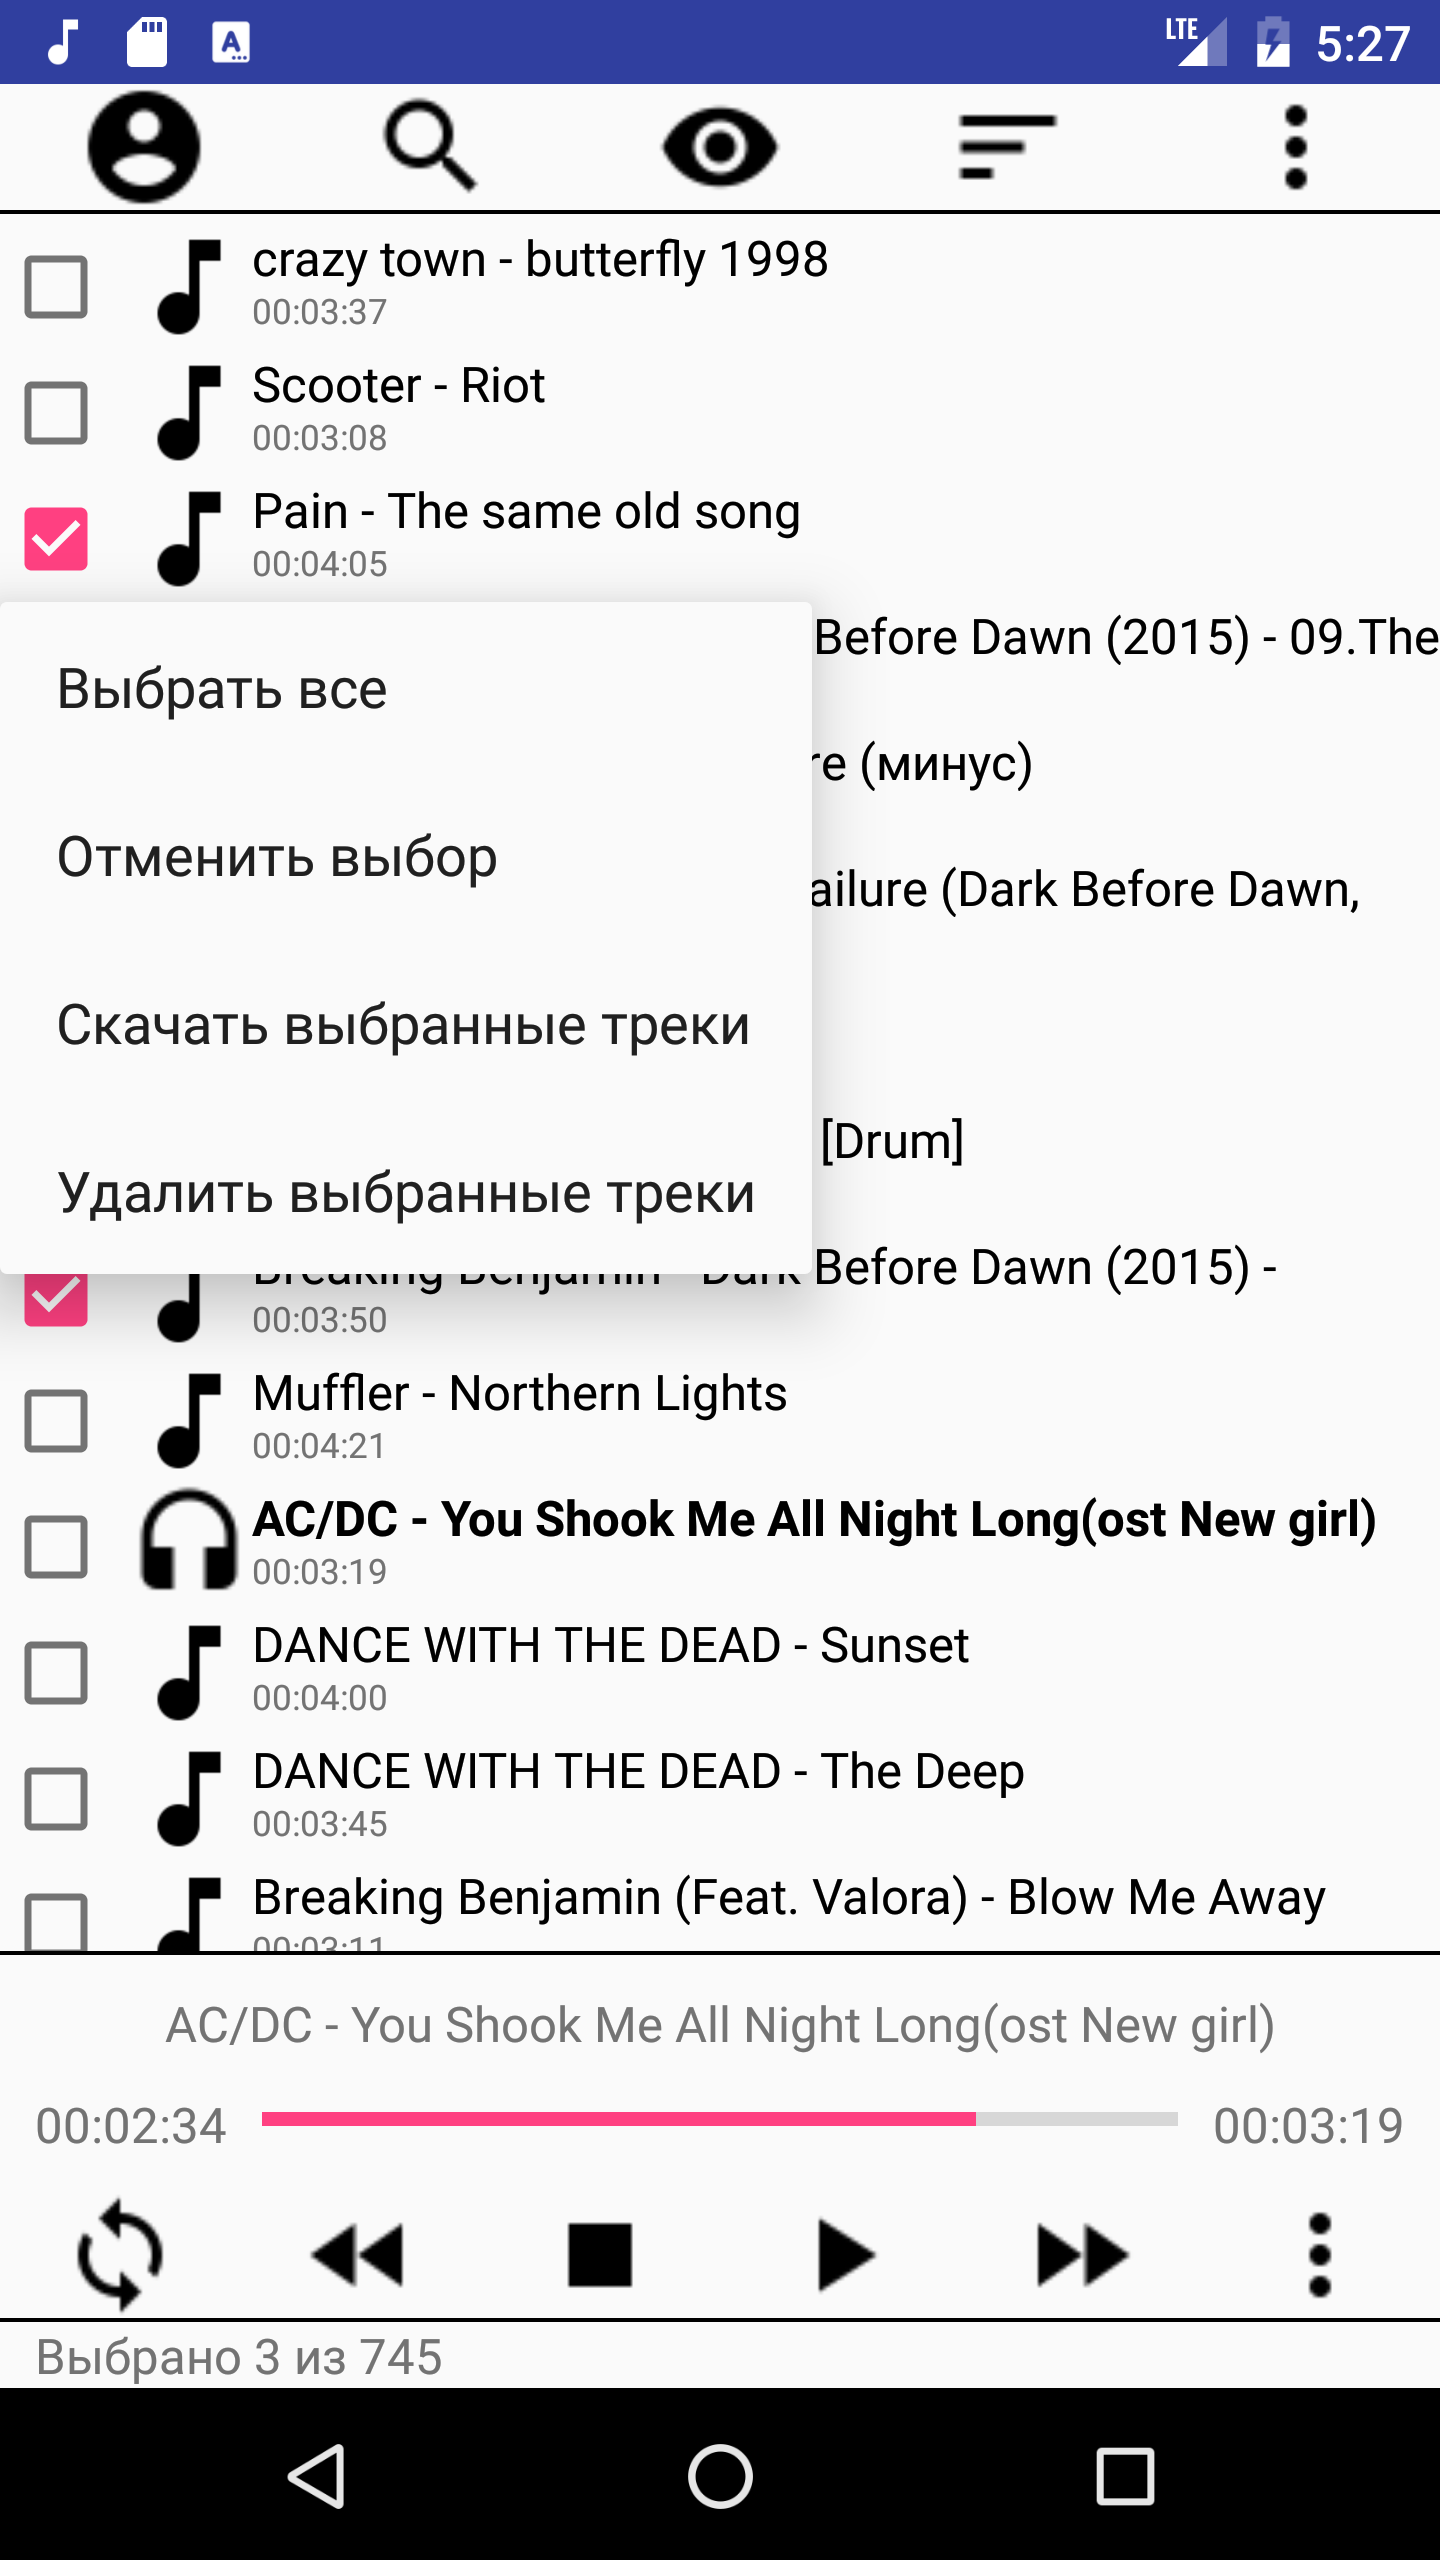 LTE 5:27
crazy town - butterfly 1998
00:03:37
Scooter - Riot
00:03:08
Pain - The same old song
00:04:05
Before Dawn (2015) - 09.The
re (минус)
ailure (Dark Before Dawn,
[Drum]
Выбрать все
Отменить выбор
Скачать выбранные треки
Удалить выбранные треки
Breaking Benjamin - Dark Before Dawn (2015) -
00:03:50
Muffler - Northern Lights
00:04:21
AC/DC - You Shook Me All Night Long(ost New girl)
00:03:19
DANCE WITH THE DEAD - Sunset
00:04:00
DANCE WITH THE DEAD - The Deep
00:03:45
Breaking Benjamin (Feat. Valora) - Blow Me Away
00:03:11
AC/DC - You Shook Me All Night Long(ost New girl)
00:02:34 00:03:19
Выбрано 3 из 745